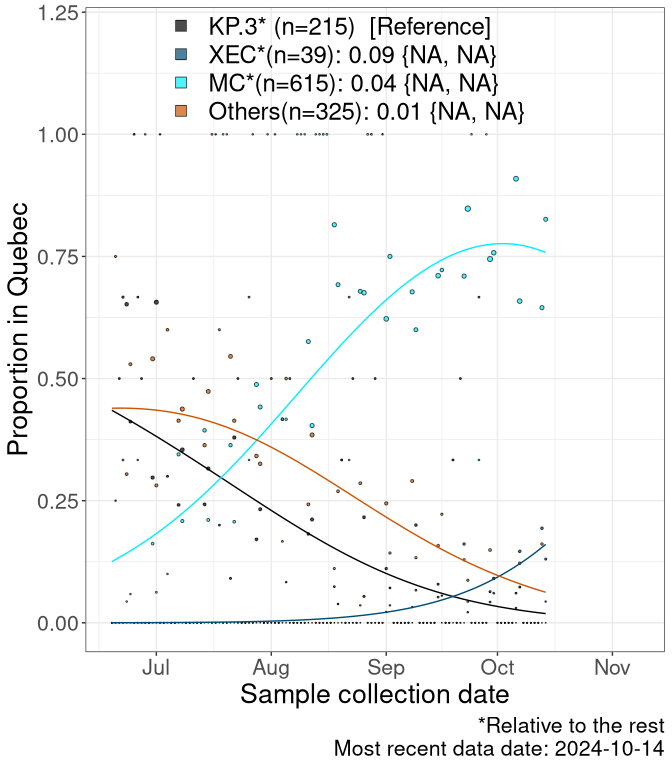 KP.3* (n=215)  [Reference]
XEC*(n=39): 0.09 {NA, NA}
MC*(n=615): 0.04 {NA, NA}
Others(n=325): 0.01 {NA, NA}
1.25
1.00
0.75
0.50
0.25
0.00
Proportion in Quebec
Jul Aug Sep Oct Nov
Sample collection date
*Relative to the rest
Most recent data date: 2024-10-14